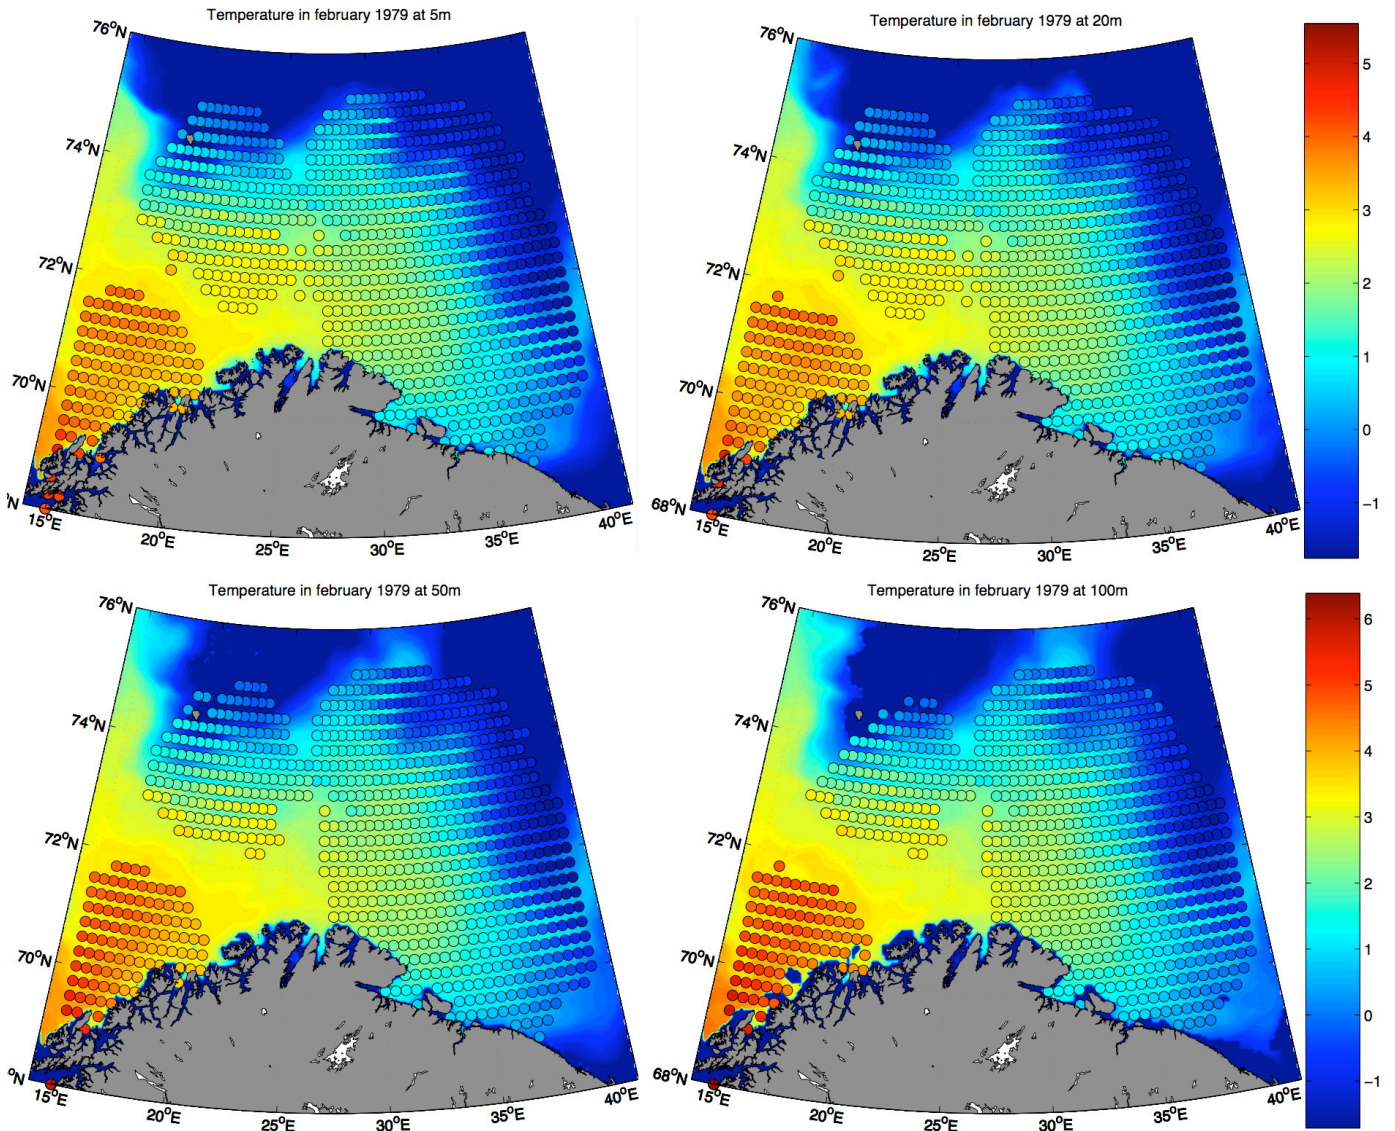 Temperature in february 1979 at 5m
76°N
74°N
72°N
70°N
°N
15°E
20°E
25°E
30°E
35°E
40°E
Temperature in february 1979 at 20m
76°N
74°N
72°N
70°N
68°N
15°E
20°E
25°E
30°E
35°E
40°E
5
4
3
2
1
0
−1
Temperature in february 1979 at 50m
76°N
74°N
72°N
70°N
°N
15°E
20°E
25°E
30°E
35°E
40°E
Temperature in february 1979 at 100m
76°N
74°N
72°N
70°N
68°N
15°E
20°E
25°E
30°E
35°E
40°E
6
5
4
3
2
1
0
−1